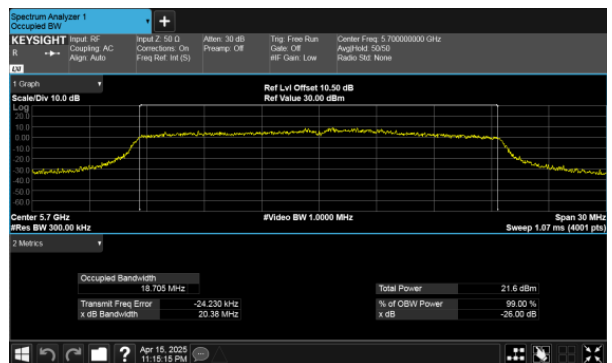 Spectrum Analyzer 1
Occupied BW
KEYSIGHT Input: RF Input Z: 50 Ω Atten: 30 dB Trig: Free Run Center Freq: 5.700000000 GHz
R Coupling: AC Corrections: On Preamp: Off Gate: Off Avg|Hold: 50/50
Align: Auto Freq Ref: Int (S) #IF Gain: Low Radio Std: None
LXI
1 Graph Ref Lvl Offset 10.50 dB
Scale/Div 10.0 dB Ref Value 30.00 dBm
Log
20.0
10.0
0.00
-10.0
-20.0
-30.0
-40.0
-50.0
-60.0
Center 5.7 GHz #Video BW 1.0000 MHz Span 30 MHz
#Res BW 300.00 kHz Sweep 1.07 ms (4001 pts)
2 Metrics
Occupied Bandwidth
18.705 MHz Total Power 21.6 dBm
Transmit Freq Error -24.230 kHz % of OBW Power 99.00 %
x dB Bandwidth 20.38 MHz x dB -26.00 dB
Apr 15, 2025
11:15:15 PM